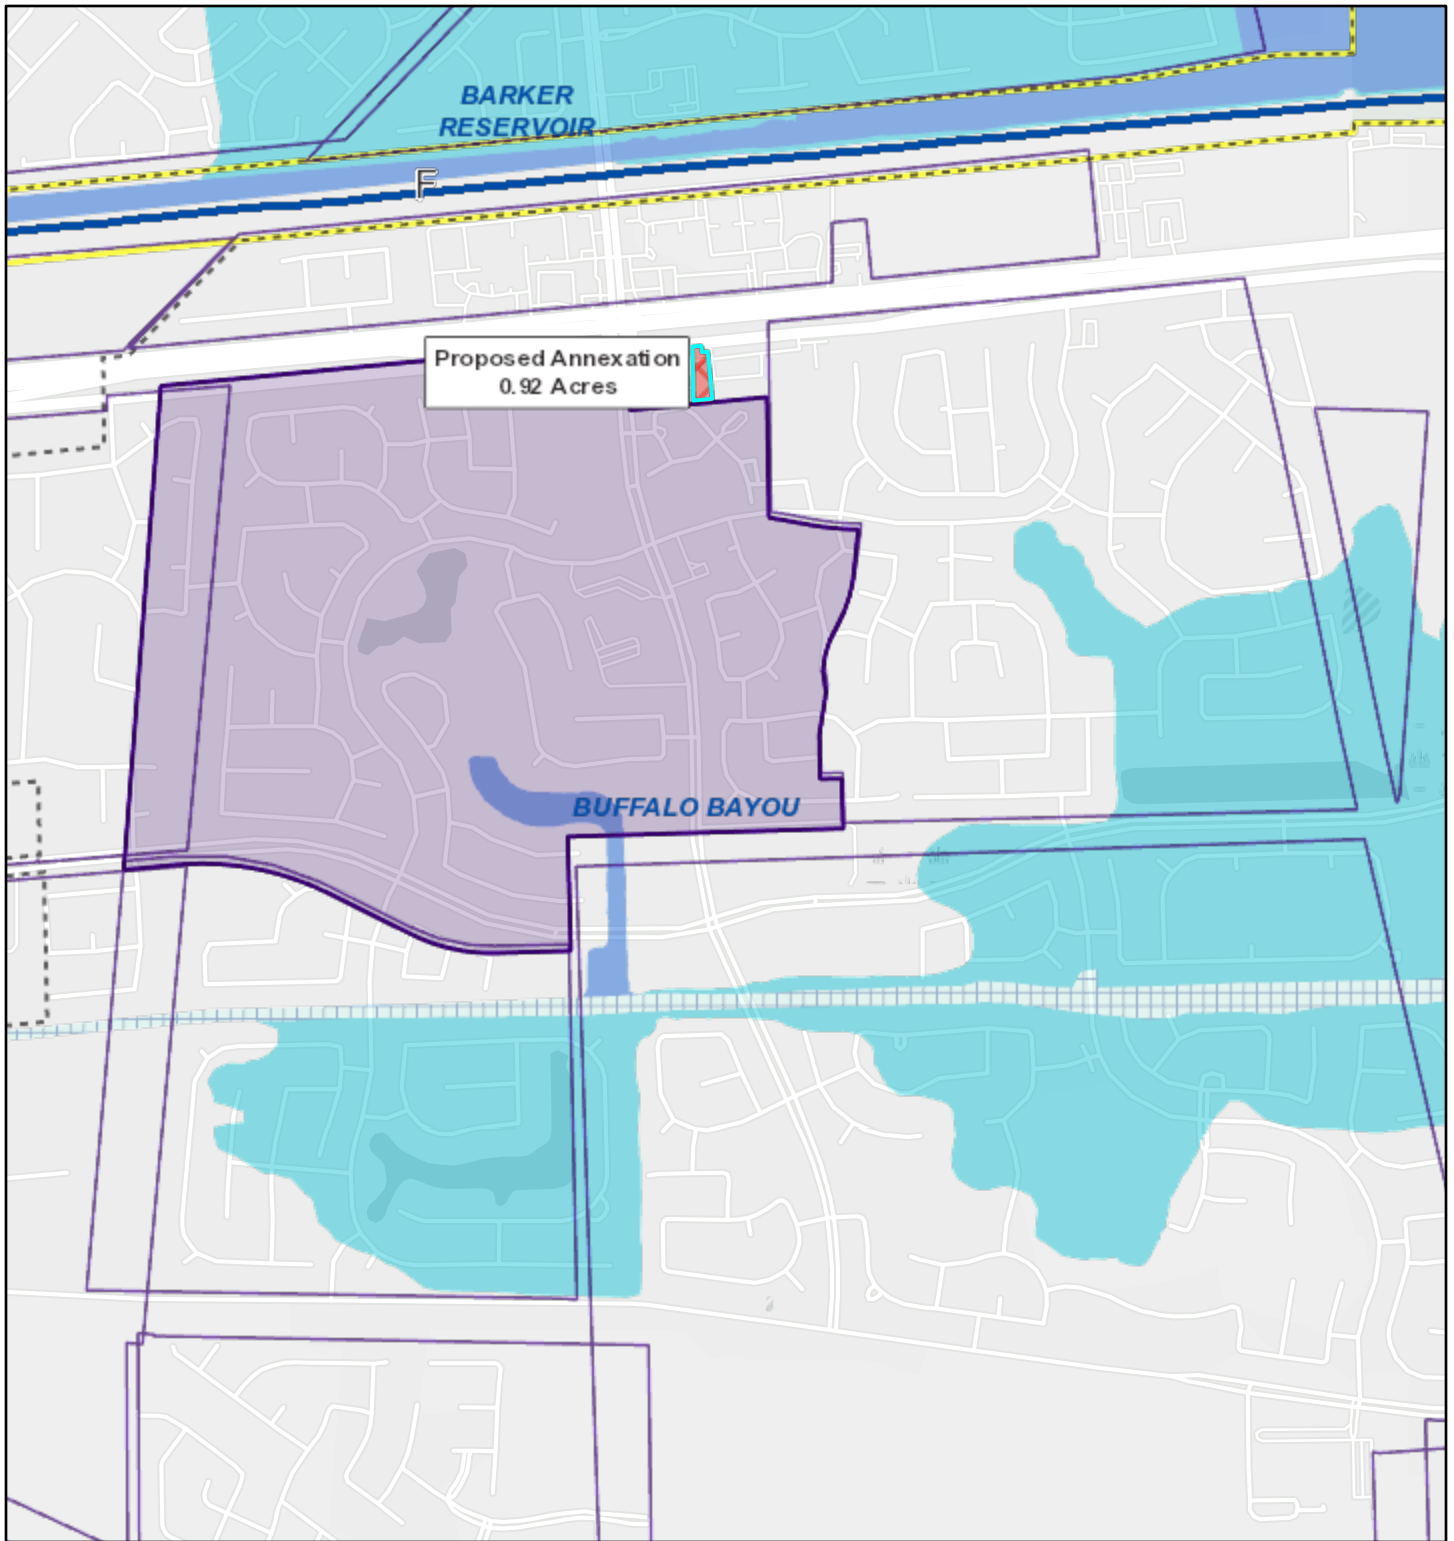 BARKER
RESERVOIR
F
Proposed Annexation
0.92 Acres
BUFFALO BAYOU